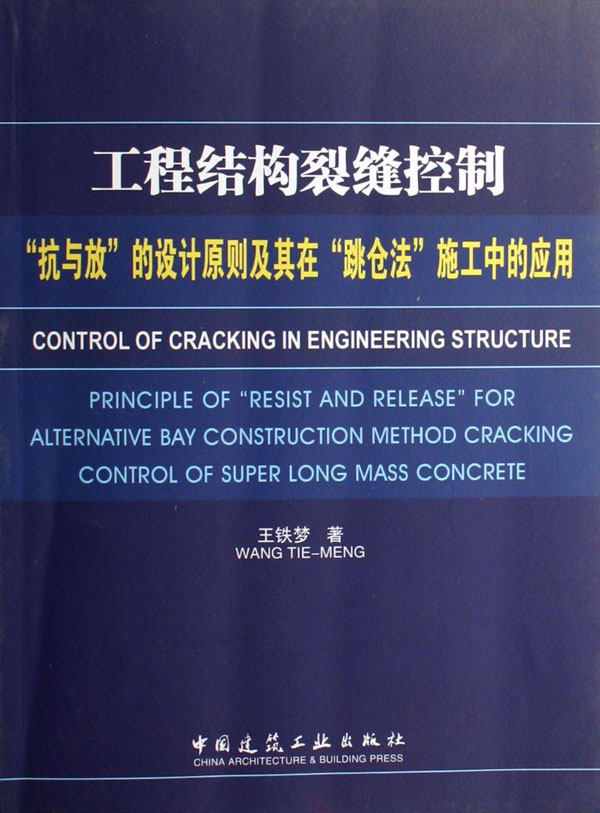 工程结构裂缝控制
“抗与放”的设计原则及其在“跳仓法”施工中的应用
CONTROL OF CRACKING IN ENGINEERING STRUCTURE
PRINCIPLE OF “RESIST AND RELEASE” FOR
ALTERNATIVE BAY CONSTRUCTION METHOD CRACKING
CONTROL OF SUPER LONG MASS CONCRETE
王铁梦 著
WANG TIE-MENG
中国建筑工业出版社
CHINA ARCHITECTURE & BUILDING PRESS